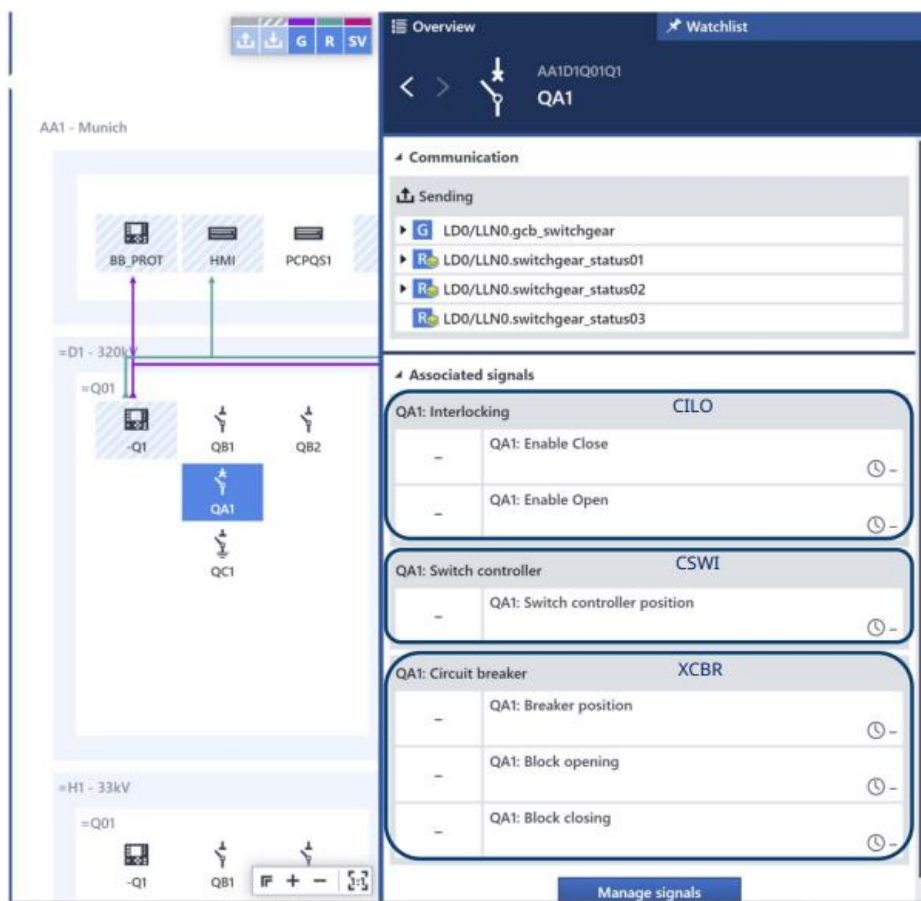 G R SV
Overview
Watchlist
AA1D1Q01Q1
QA1
AA1 - Munich
Communication
Sending
G LD0/LLN0.gcb_switchgear
R LD0/LLN0.switchgear_status01
R LD0/LLN0.switchgear_status02
R LD0/LLN0.switchgear_status03
BB_PROT HMI PCPQS1
=D1 - 320kV
=Q01
-Q1 QB1 QB2
QA1
QC1
Associated signals
QA1: Interlocking CILO
– QA1: Enable Close
–
– QA1: Enable Open
–
QA1: Switch controller CSWI
– QA1: Switch controller position
–
QA1: Circuit breaker XCBR
– QA1: Breaker position
–
– QA1: Block opening
–
– QA1: Block closing
–
=H1 - 33kV
=Q01
-Q1 QB1
Manage signals